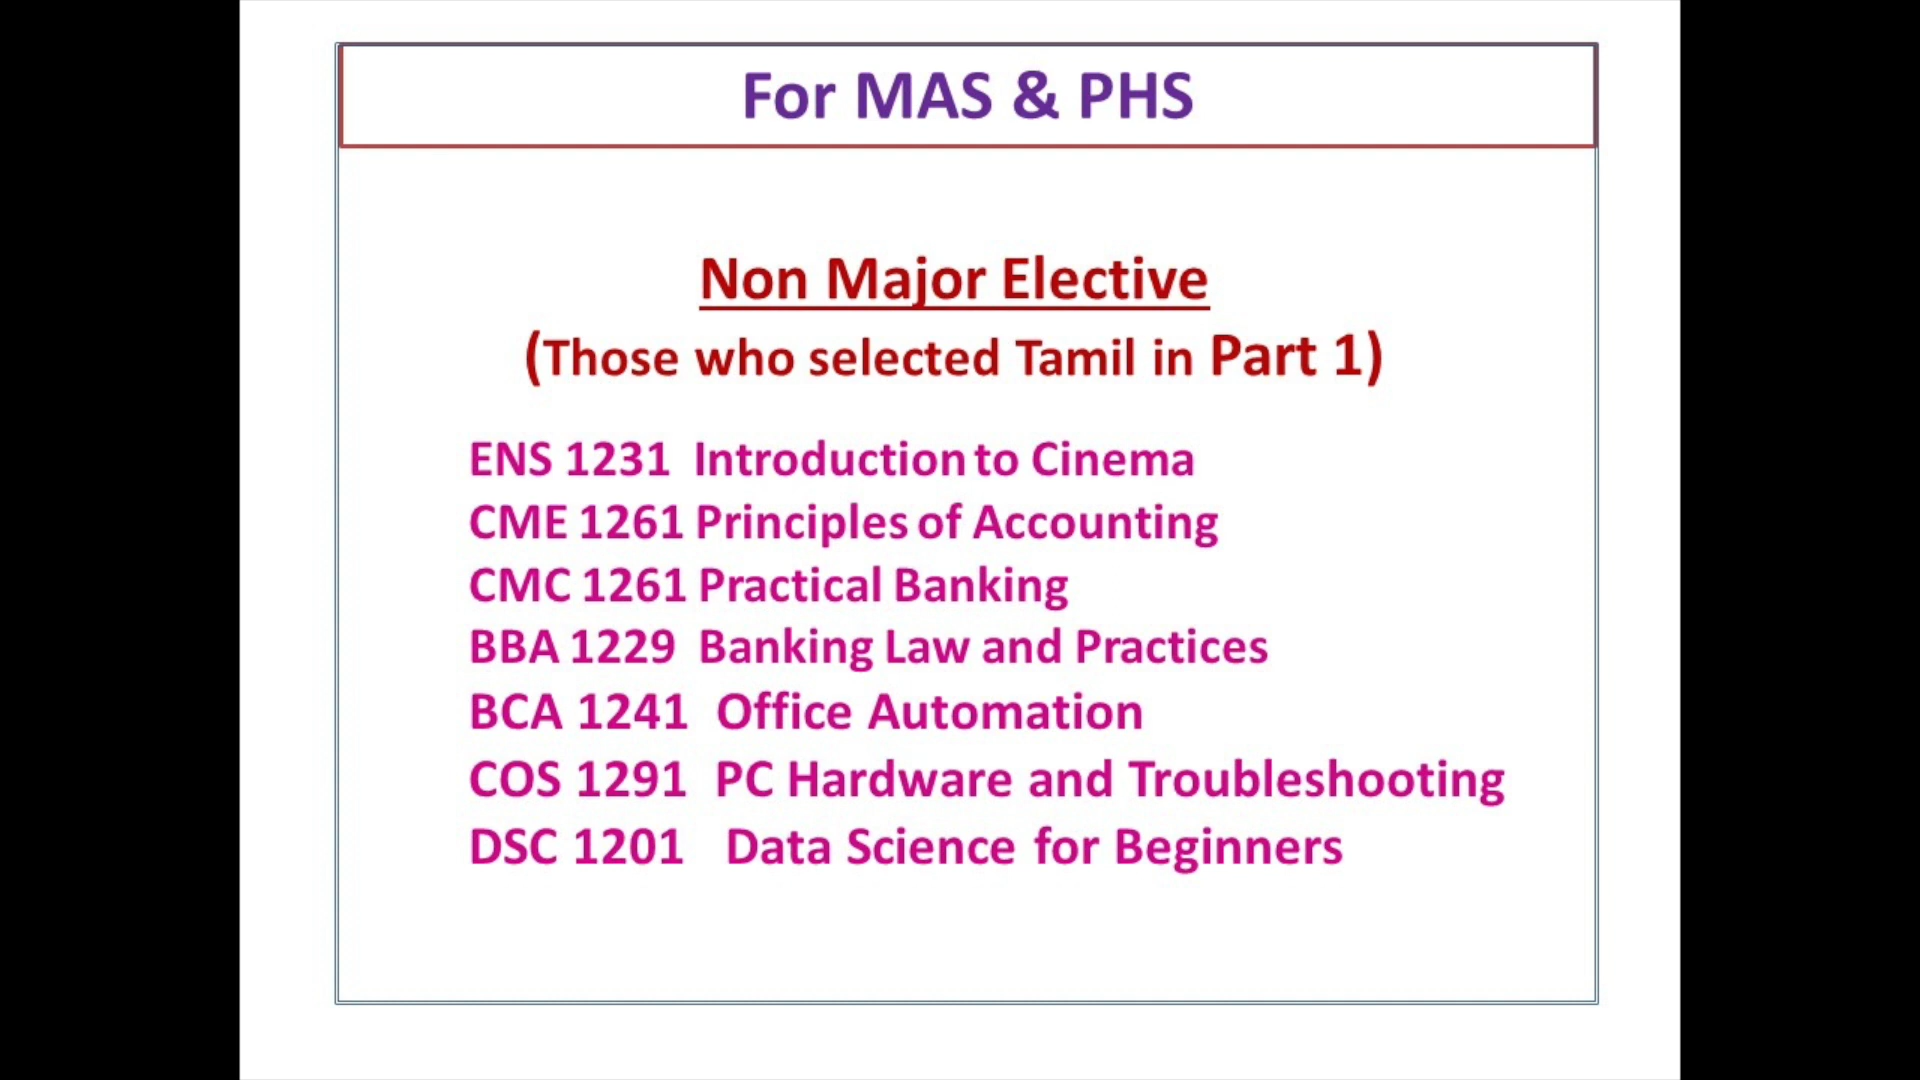 For MAS & PHS
Non Major Elective
(Those who selected Tamil in Part 1)
ENS 1231 Introduction to Cinema
CME 1261 Principles of Accounting
CMC 1261 Practical Banking
BBA 1229 Banking Law and Practices
BCA 1241 Office Automation
COS 1291 PC Hardware and Troubleshooting
DSC 1201 Data Science for Beginners